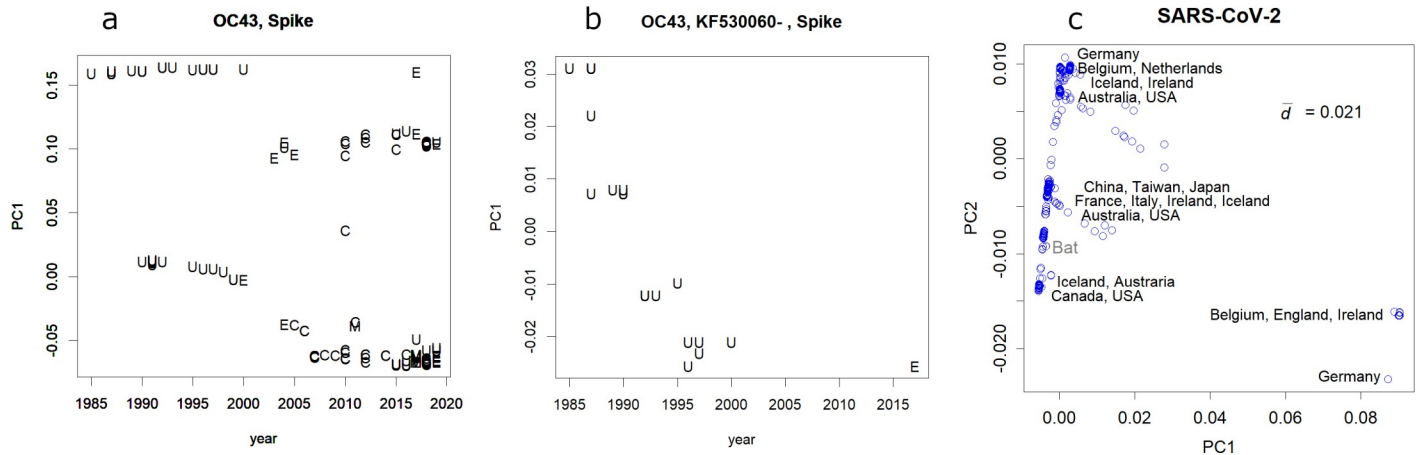 a
OC43, Spike
PC1
0.15
0.10
0.05
0.00
-0.05
1985 1990 1995 2000 2005 2010 2015 2020
year
b
OC43, KF530060- , Spike
PC1
0.03
0.02
0.01
0.00
-0.01
-0.02
1985 1990 1995 2000 2005 2010 2015
year
c
SARS-CoV-2
PC2
0.010
0.000
-0.010
-0.020
Germany
Belgium, Netherlands
Iceland, Ireland
Australia, USA
d = 0.021
China, Taiwan, Japan
France, Italy, Ireland, Iceland
Australia, USA
Bat
Iceland, Austraria
Canada, USA
Belgium, England, Ireland
Germany
0.00 0.02 0.04 0.06 0.08
PC1